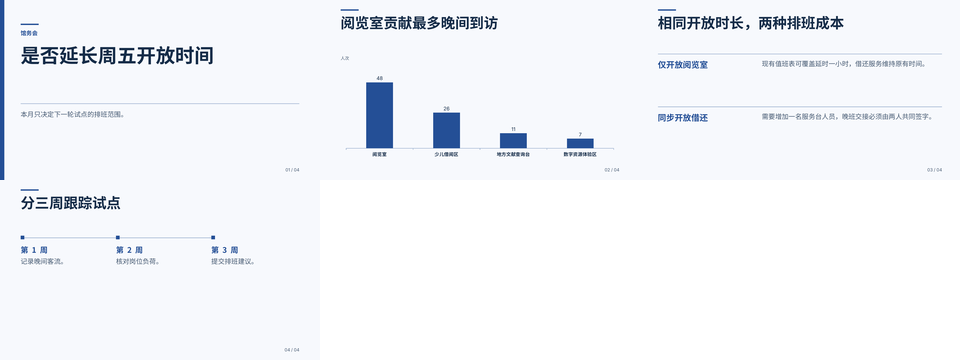 馆务会
是否延长周五开放时间
本月只决定下一轮试点的排班范围。
01 / 04
阅览室贡献最多晚间到访
人次
48
26
11
7
阅览室
少儿借阅区
地方文献查询台
数字资源体验区
02 / 04
相同开放时长，两种排班成本
仅开放阅览室
现有值班表可覆盖延时一小时，借还服务维持原有时间。
同步开放借还
需要增加一名服务台人员，晚班交接必须由两人共同签字。
03 / 04
分三周跟踪试点
第 1 周
记录晚间客流。
第 2 周
核对岗位负荷。
第 3 周
提交排班建议。
04 / 04